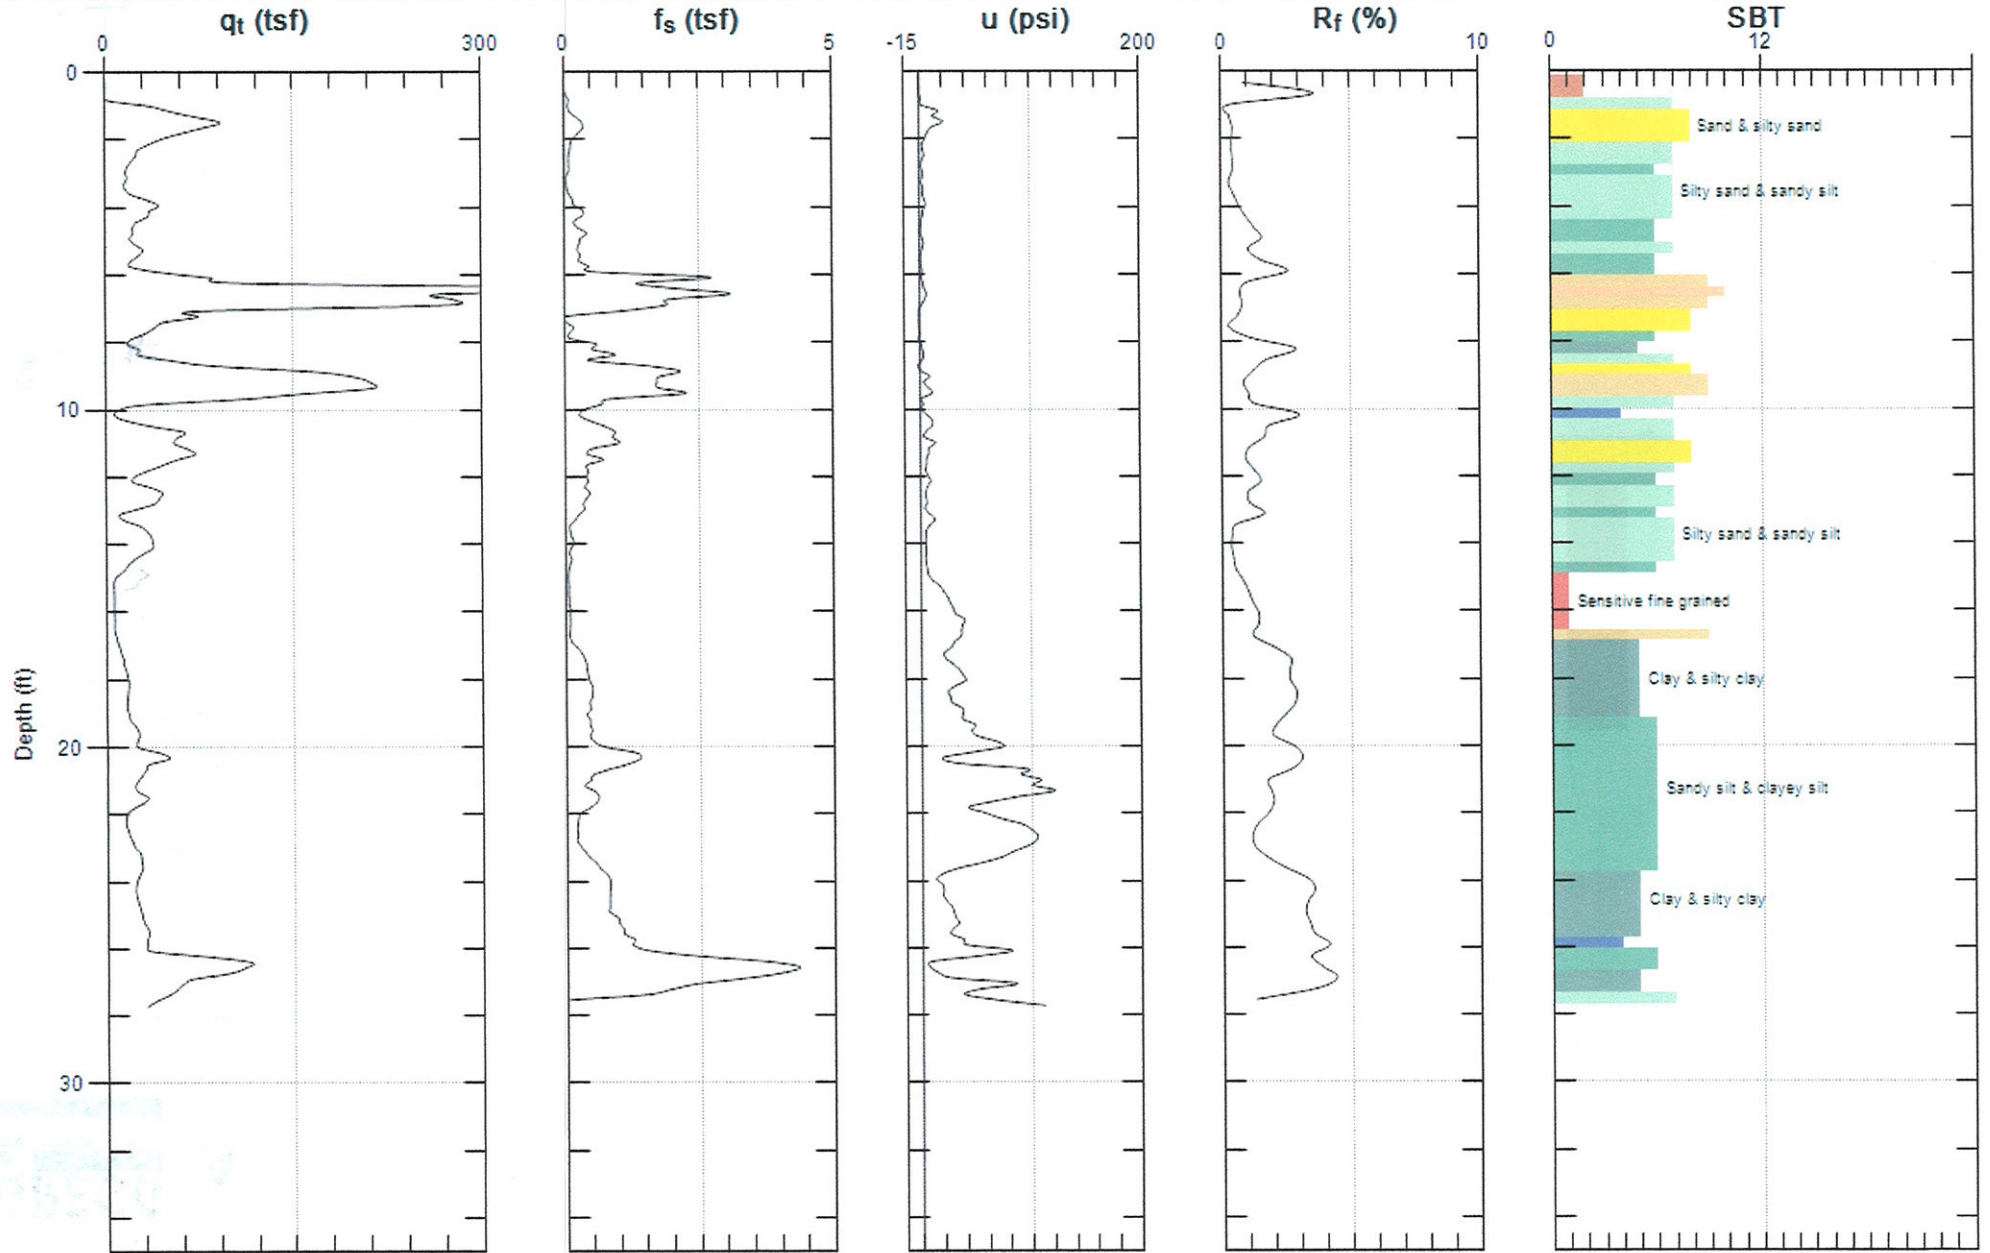 qt (tsf) fs (tsf) u (psi) Rf (%) SBT
0 300 0 5 -15 200 0 10 0 12
0
Sand & silty sand
Silty sand & sandy silt
10
Silty sand & sandy silt
Sensitive fine grained
Clay & silty clay
Depth (ft)
20
Sandy silt & clayey silt
Clay & silty clay
30